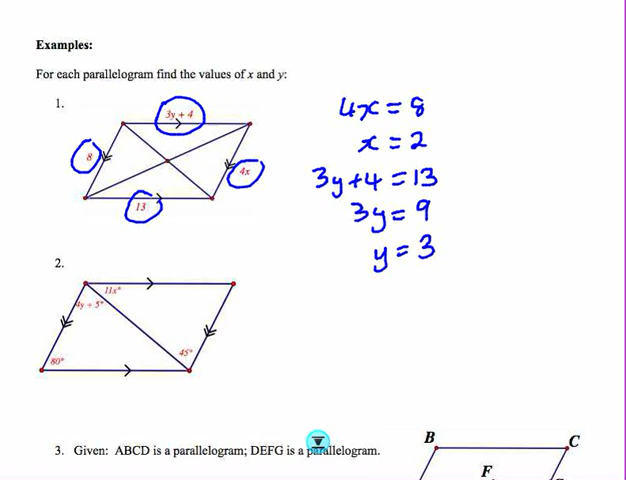 Examples:
For each parallelogram find the values of x and y:
1.
3y + 4
8
4x
13
4x = 8
x = 2
3y+4 = 13
3y = 9
y = 3
2.
11x°
4y + 5°
45°
80°
3. Given: ABCD is a parallelogram; DEFG is a parallelogram.
B
C
F